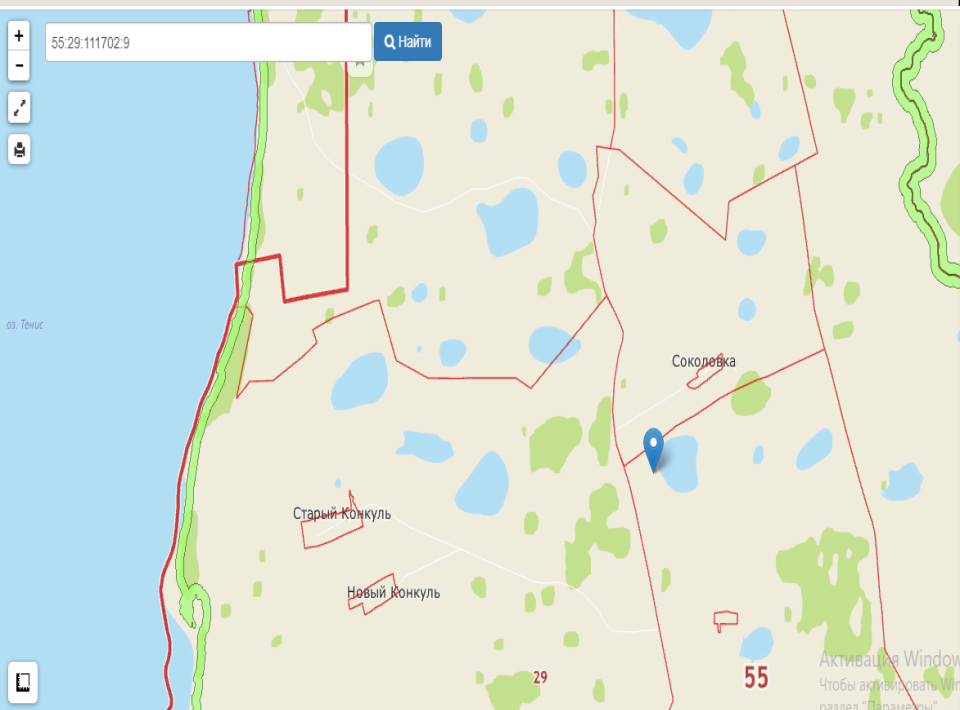 +
55:29:111702:9
Найти
-
оз. Тенис
Соколовка
Старый Конкуль
Новый Конкуль
29
55
Активация Window
Чтобы активировать Win
раздел "Параметры"